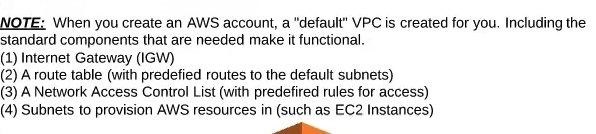 NOTE: When you create an AWS account, a "default" VPC is created for you. Including the
standard components that are needed make it functional.
(1) Internet Gateway (IGW)
(2) A route table (with predefied routes to the default subnets)
(3) A Network Access Control List (with predefired rules for access)
(4) Subnets to provision AWS resources in (such as EC2 Instances)